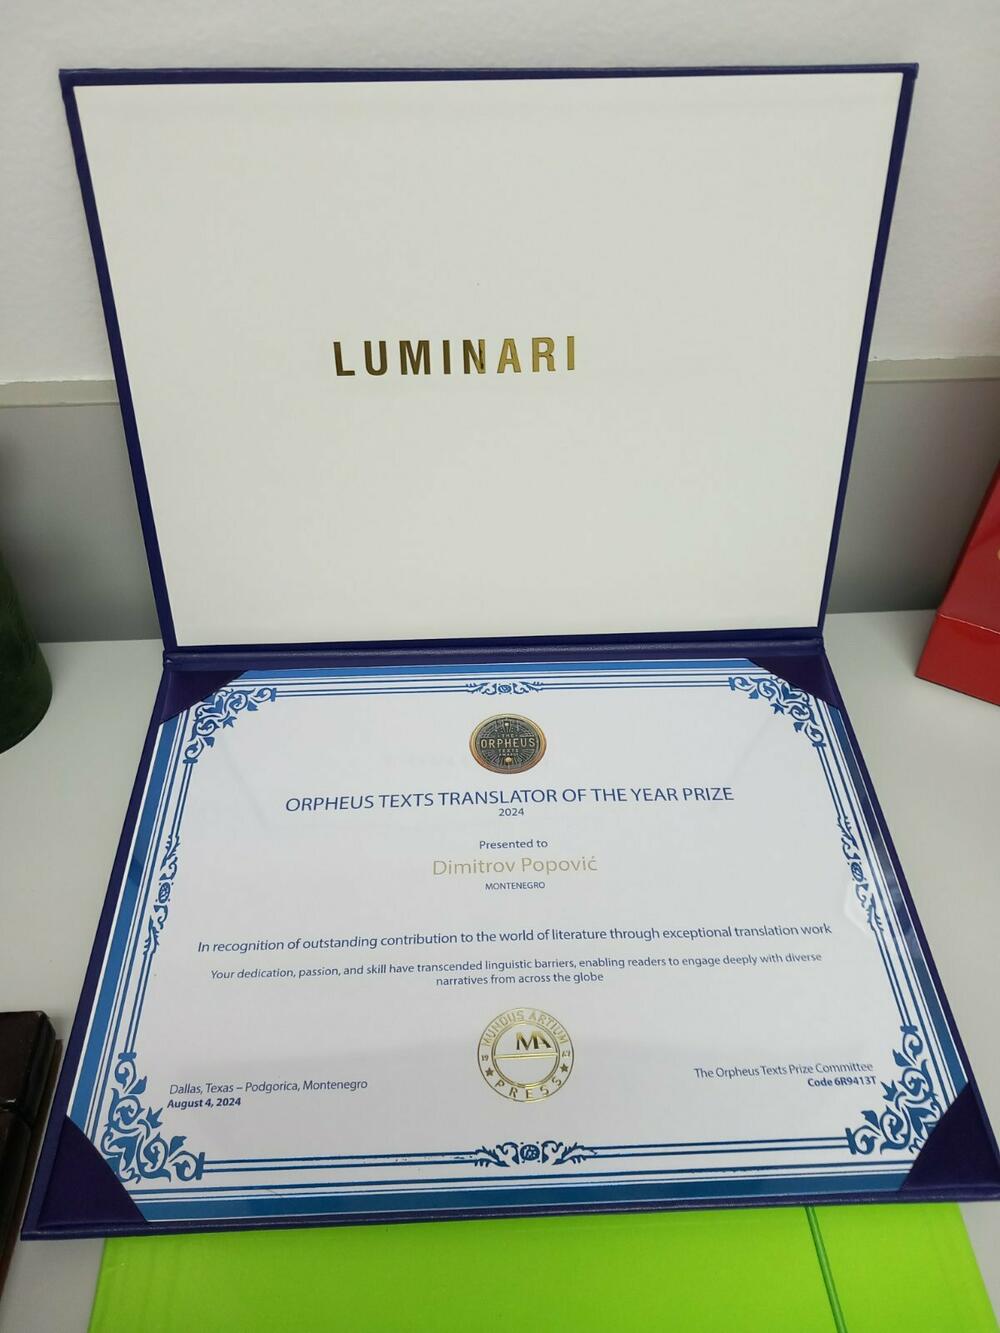 LUMINARI
THE
ORPHEUS
TEXTS
ORPHEUS TEXTS TRANSLATOR OF THE YEAR PRIZE
2024
Presented to
Dimitrov Popović
MONTENEGRO
In recognition of outstanding contribution to the world of literature through exceptional translation work
Your dedication, passion, and skill have transcended linguistic barriers, enabling readers to engage deeply with diverse
narratives from across the globe
MUNDUS ARTIUM
MA
19
PRESS
Dallas, Texas – Podgorica, Montenegro
August 4, 2024
The Orpheus Texts Prize Committee
Code 6R9413T